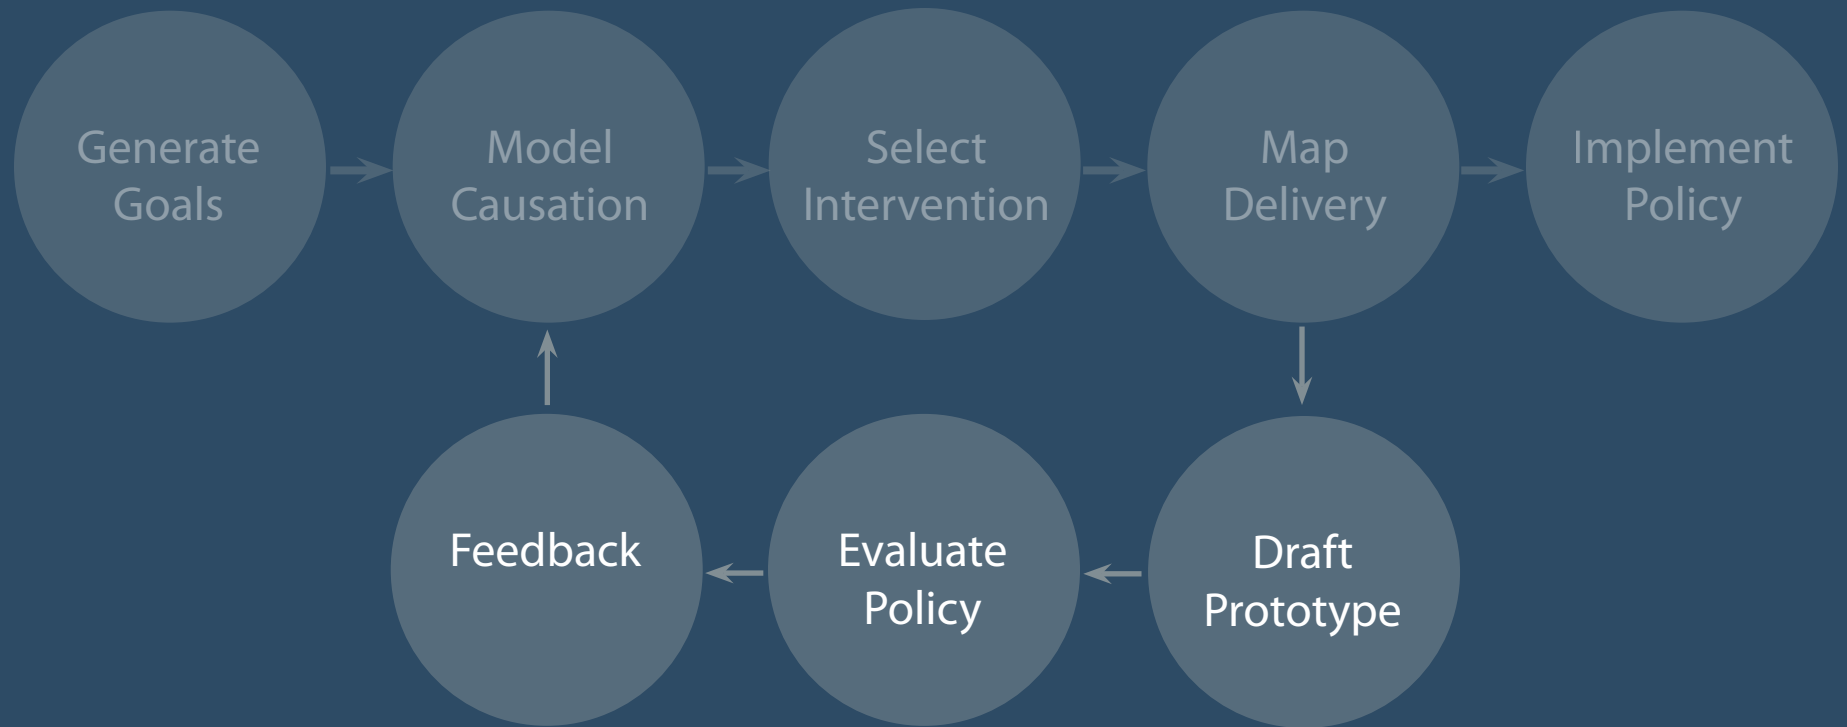 Generate
Goals
Model
Causation
Select
Intervention
Map
Delivery
Implement
Policy
Feedback
Evaluate
Policy
Draft
Prototype